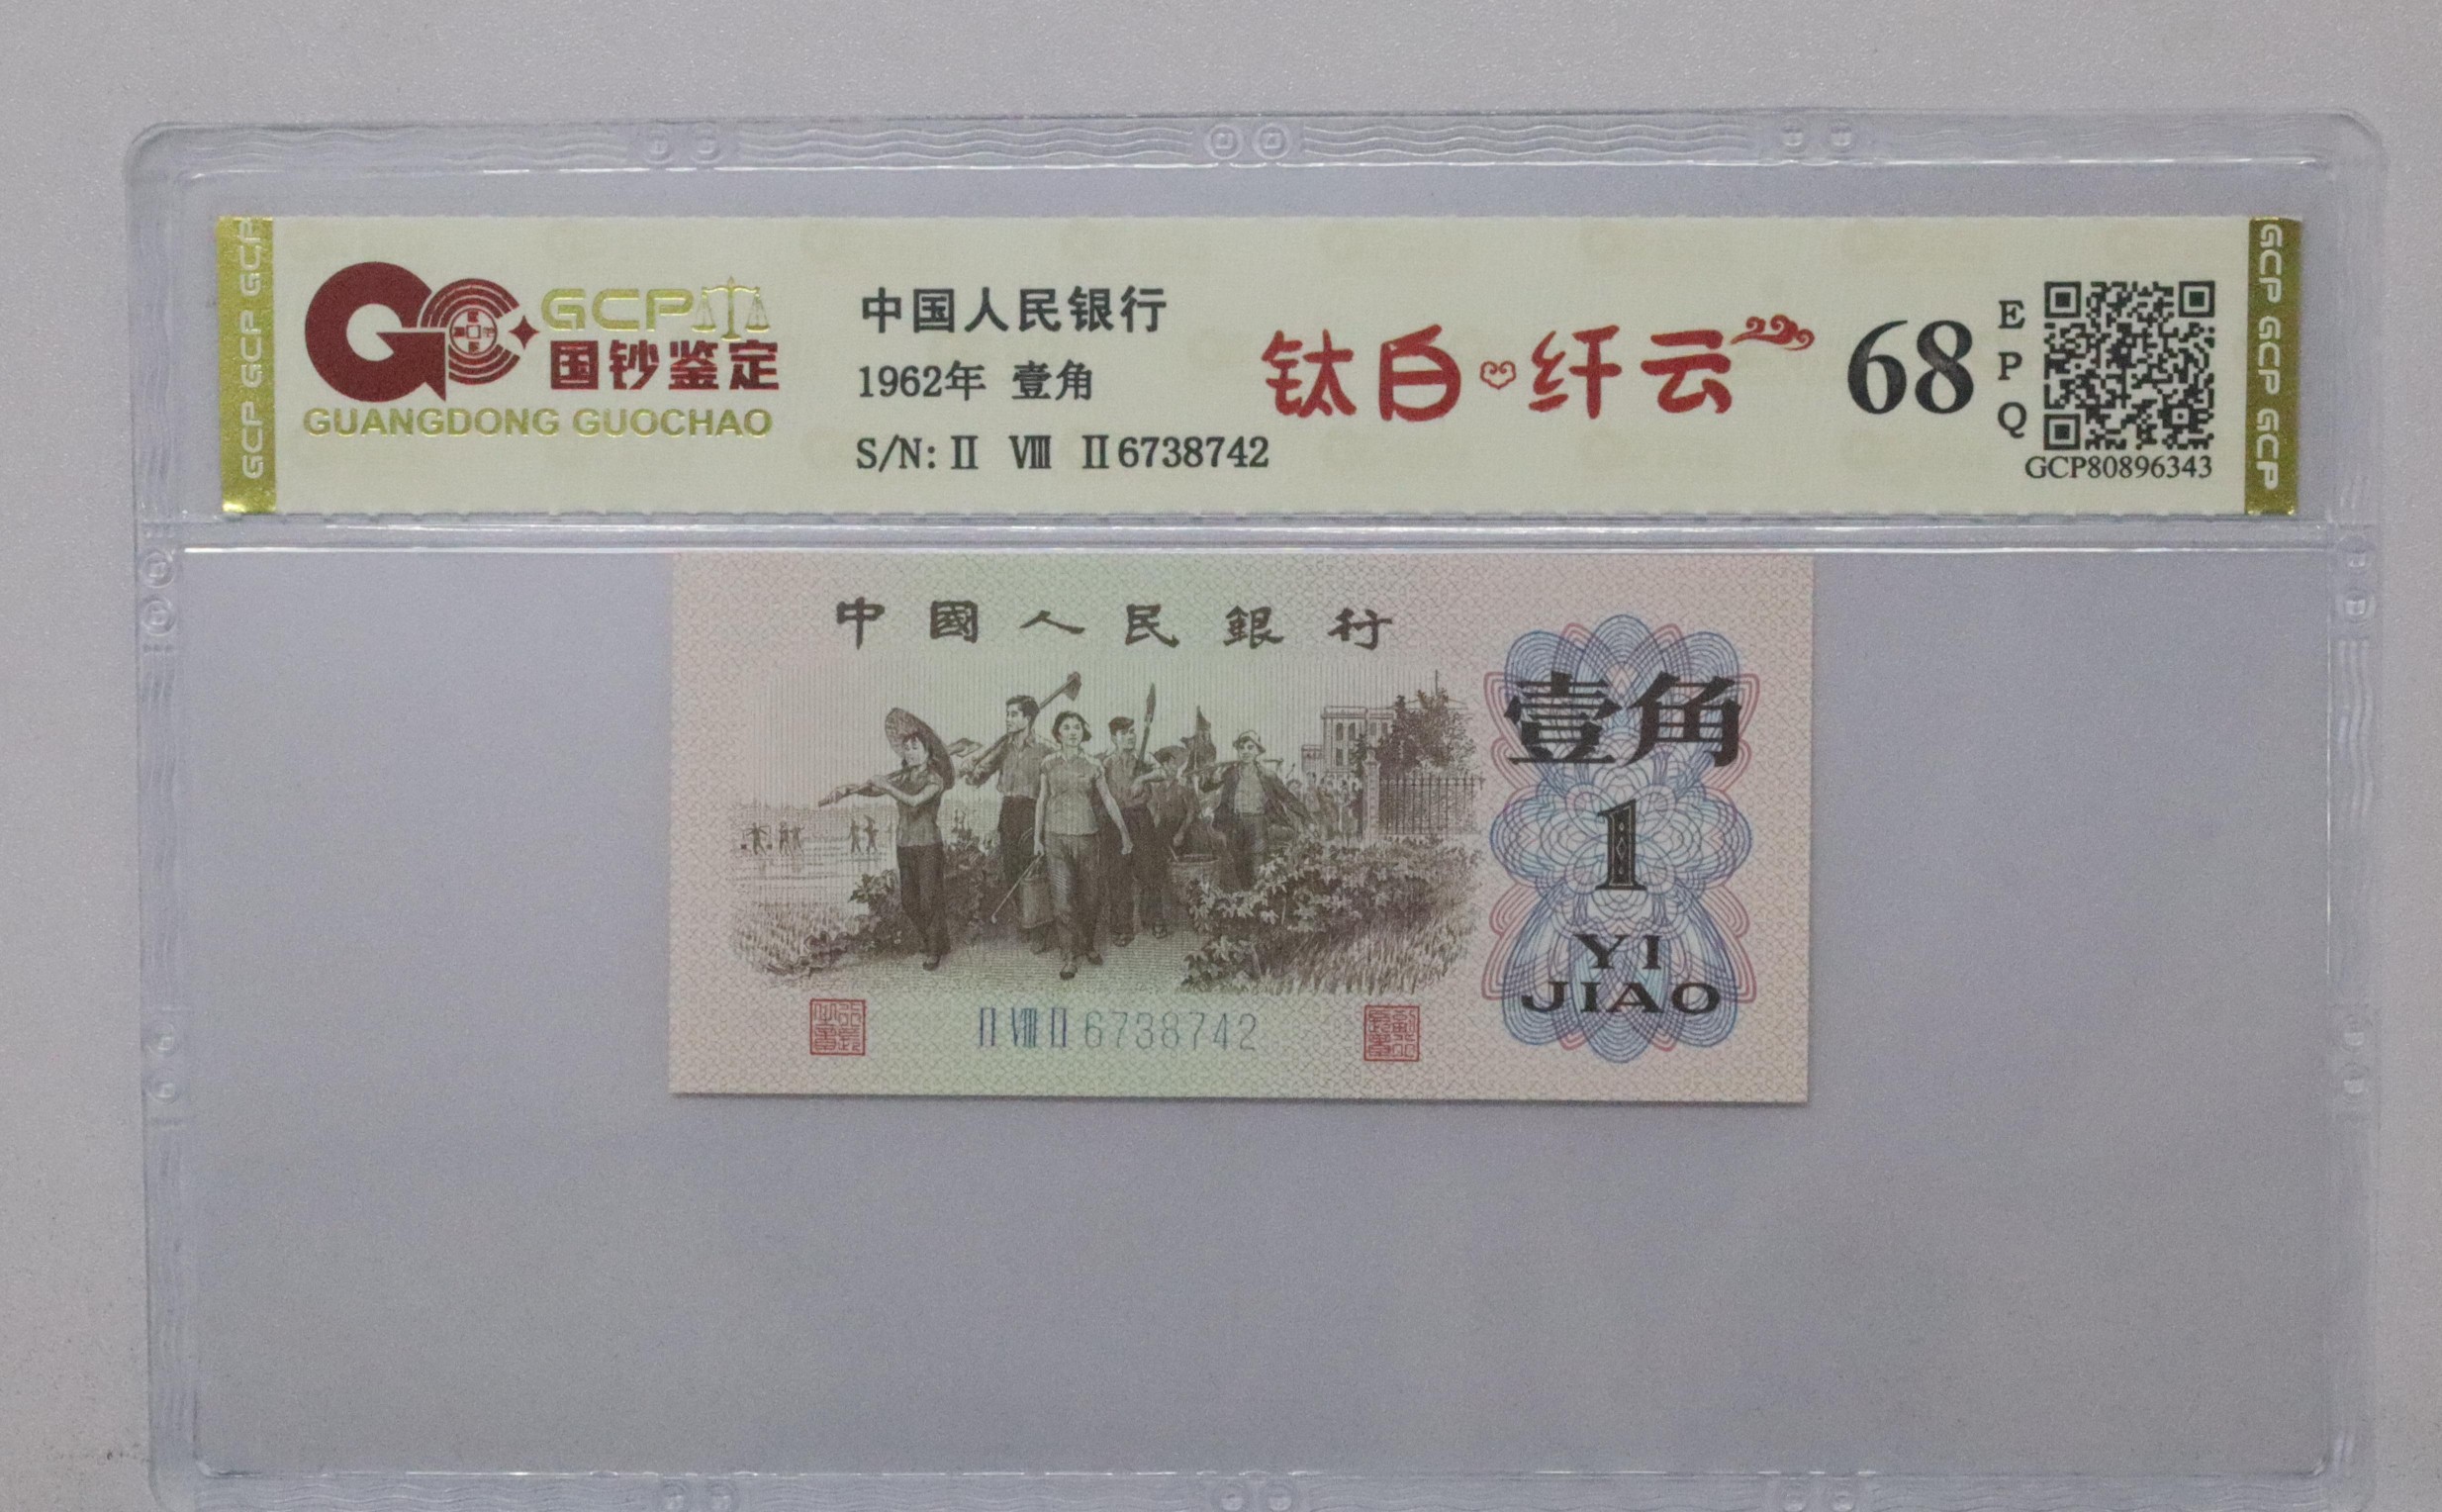 GCP GCP GCP
GCP
国钞鉴定
GUANGDONG GUOCHAO
中国人民银行
1962年 壹角
S/N: Ⅱ Ⅷ Ⅱ6738742
钛白纤云
68
EPQ
GCP80896343
GCP GCP GCP
中國人民銀行
壹角
1
YI
JIAO
Ⅱ Ⅷ Ⅱ 6738742